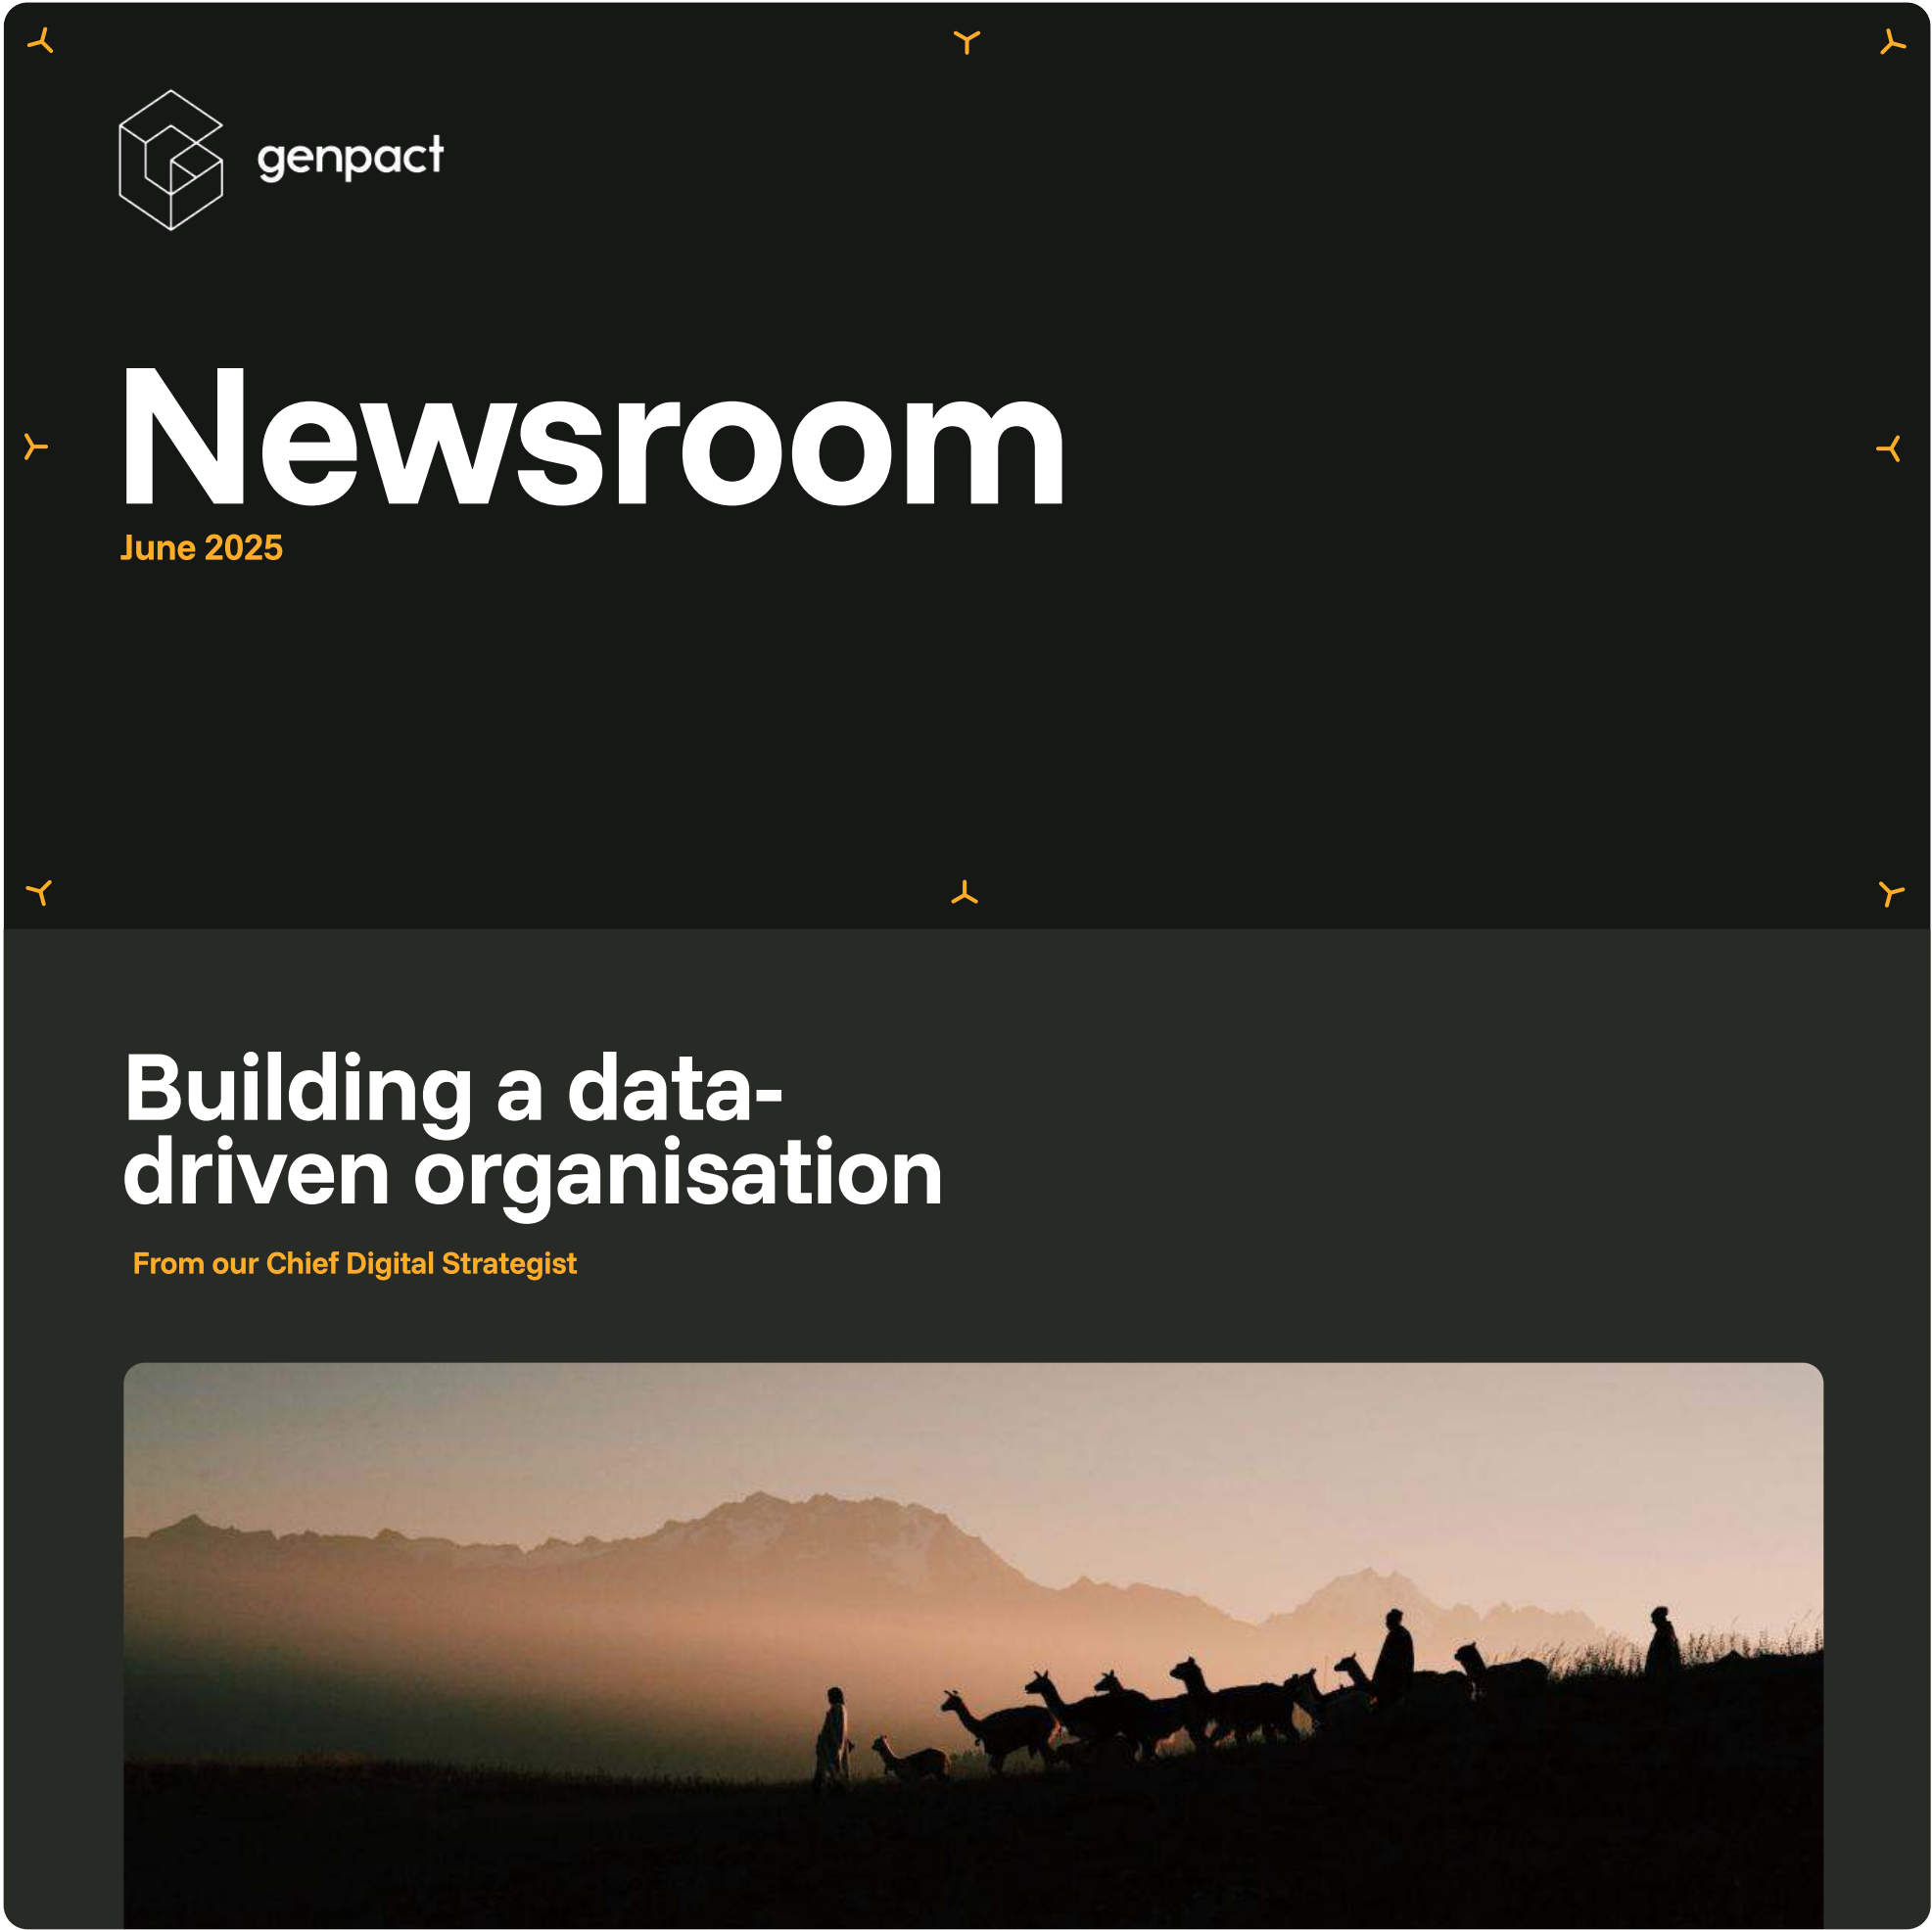 genpact
Newsroom
June 2025
Building a data-
driven organisation
From our Chief Digital Strategist